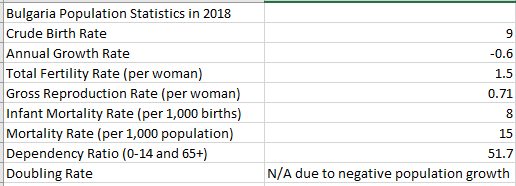 Bulgaria Population Statistics in 2018
Crude Birth Rate 9
Annual Growth Rate -0.6
Total Fertility Rate (per woman) 1.5
Gross Reproduction Rate (per woman) 0.71
Infant Mortality Rate (per 1,000 births) 8
Mortality Rate (per 1,000 population) 15
Dependency Ratio (0-14 and 65+) 51.7
Doubling Rate N/A due to negative population growth